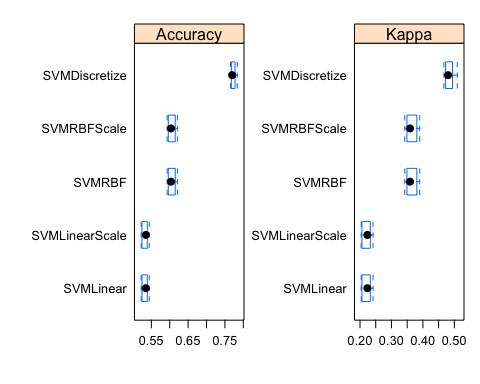 Accuracy
Kappa
SVMDiscretize
SVMDiscretize
SVMRBFScale
SVMRBFScale
SVMRBF
SVMRBF
SVMLinearScale
SVMLinearScale
SVMLinear
SVMLinear
0.55 0.65 0.75
0.20 0.30 0.40 0.50